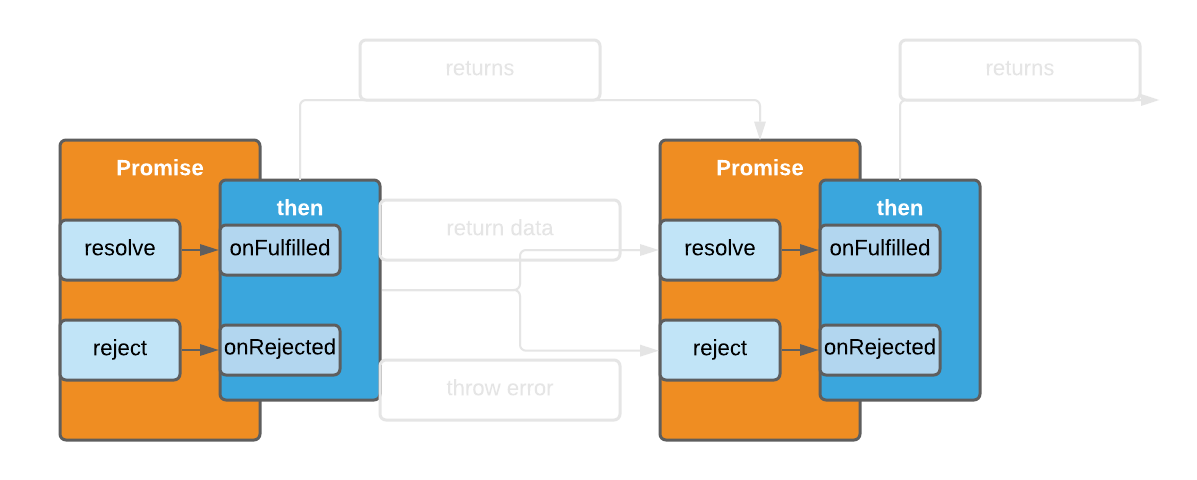 returns
returns
Promise
then
resolve
onFulfilled
reject
onRejected
return data
throw error
Promise
then
resolve
onFulfilled
reject
onRejected